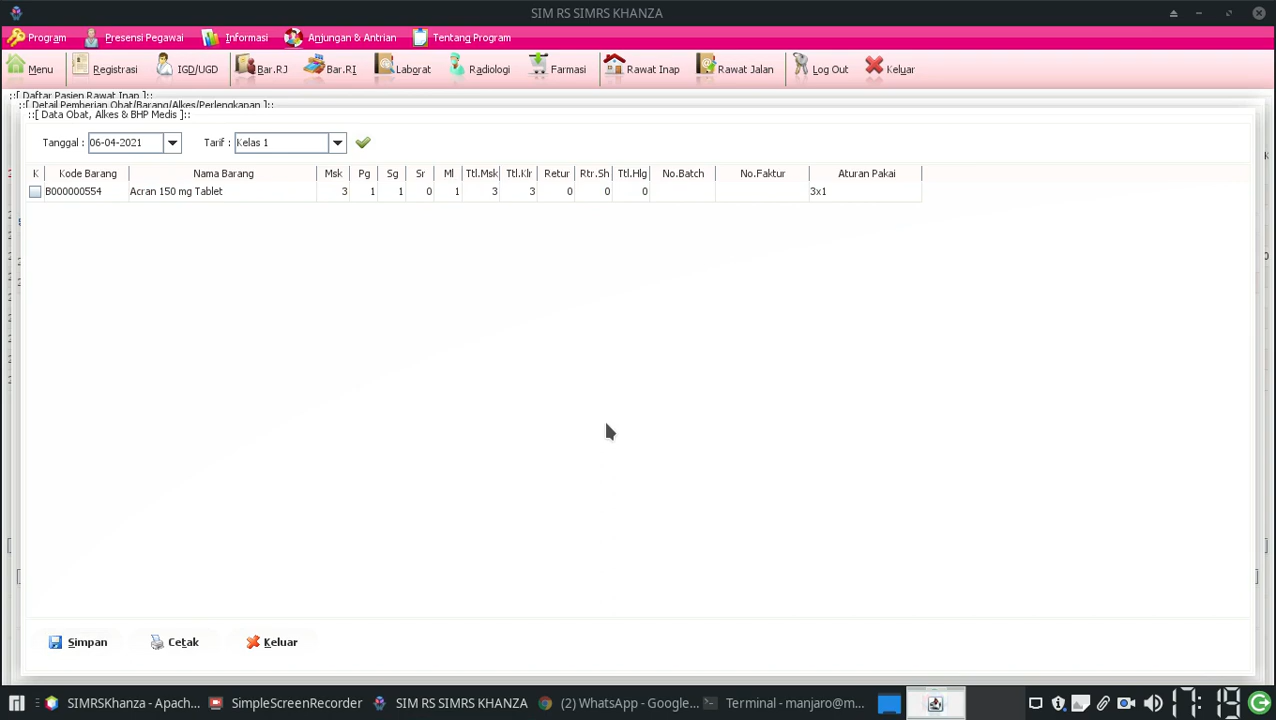 SIM RS SIMRS KHANZA
Program Presensi Pegawai Informasi Anjungan & Antrian Tentang Program
Menu Registrasi IGD/UGD Bar.RJ Bar.RI Laborat Radiologi Farmasi Rawat Inap Rawat Jalan Log Out Keluar
::[ Daftar Pasien Rawat Inap ]::
::[ Detail Pemberian Obat/Barang/Alkes/Perlengkapan ]::
::[ Data Obat, Alkes & BHP Medis ]::
Tanggal : 06-04-2021 Tarif : Kelas 1
K Kode Barang Nama Barang Msk Pg Sg Sr Ml Ttl.Msk Ttl.Klr Retur Rtr.Sh Ttl.Hlg No.Batch No.Faktur Aturan Pakai
B000000554 Acran 150 mg Tablet 3 1 1 0 1 3 3 0 0 0 3x1
Simpan Cetak Keluar
SIMRSKhanza - Apach... SimpleScreenRecorder SIM RS SIMRS KHANZA (2) WhatsApp - Google... Terminal - manjaro@m... 17:19